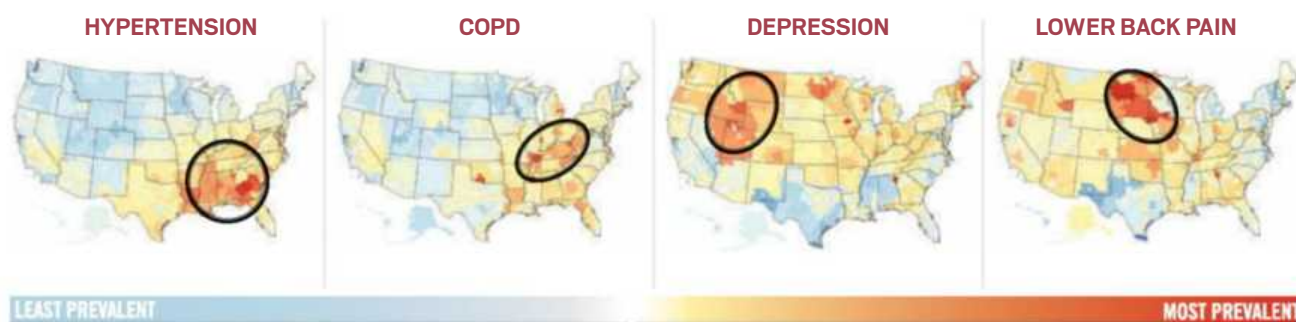 HYPERTENSION
COPD
DEPRESSION
LOWER BACK PAIN
LEAST PREVALENT
MOST PREVALENT